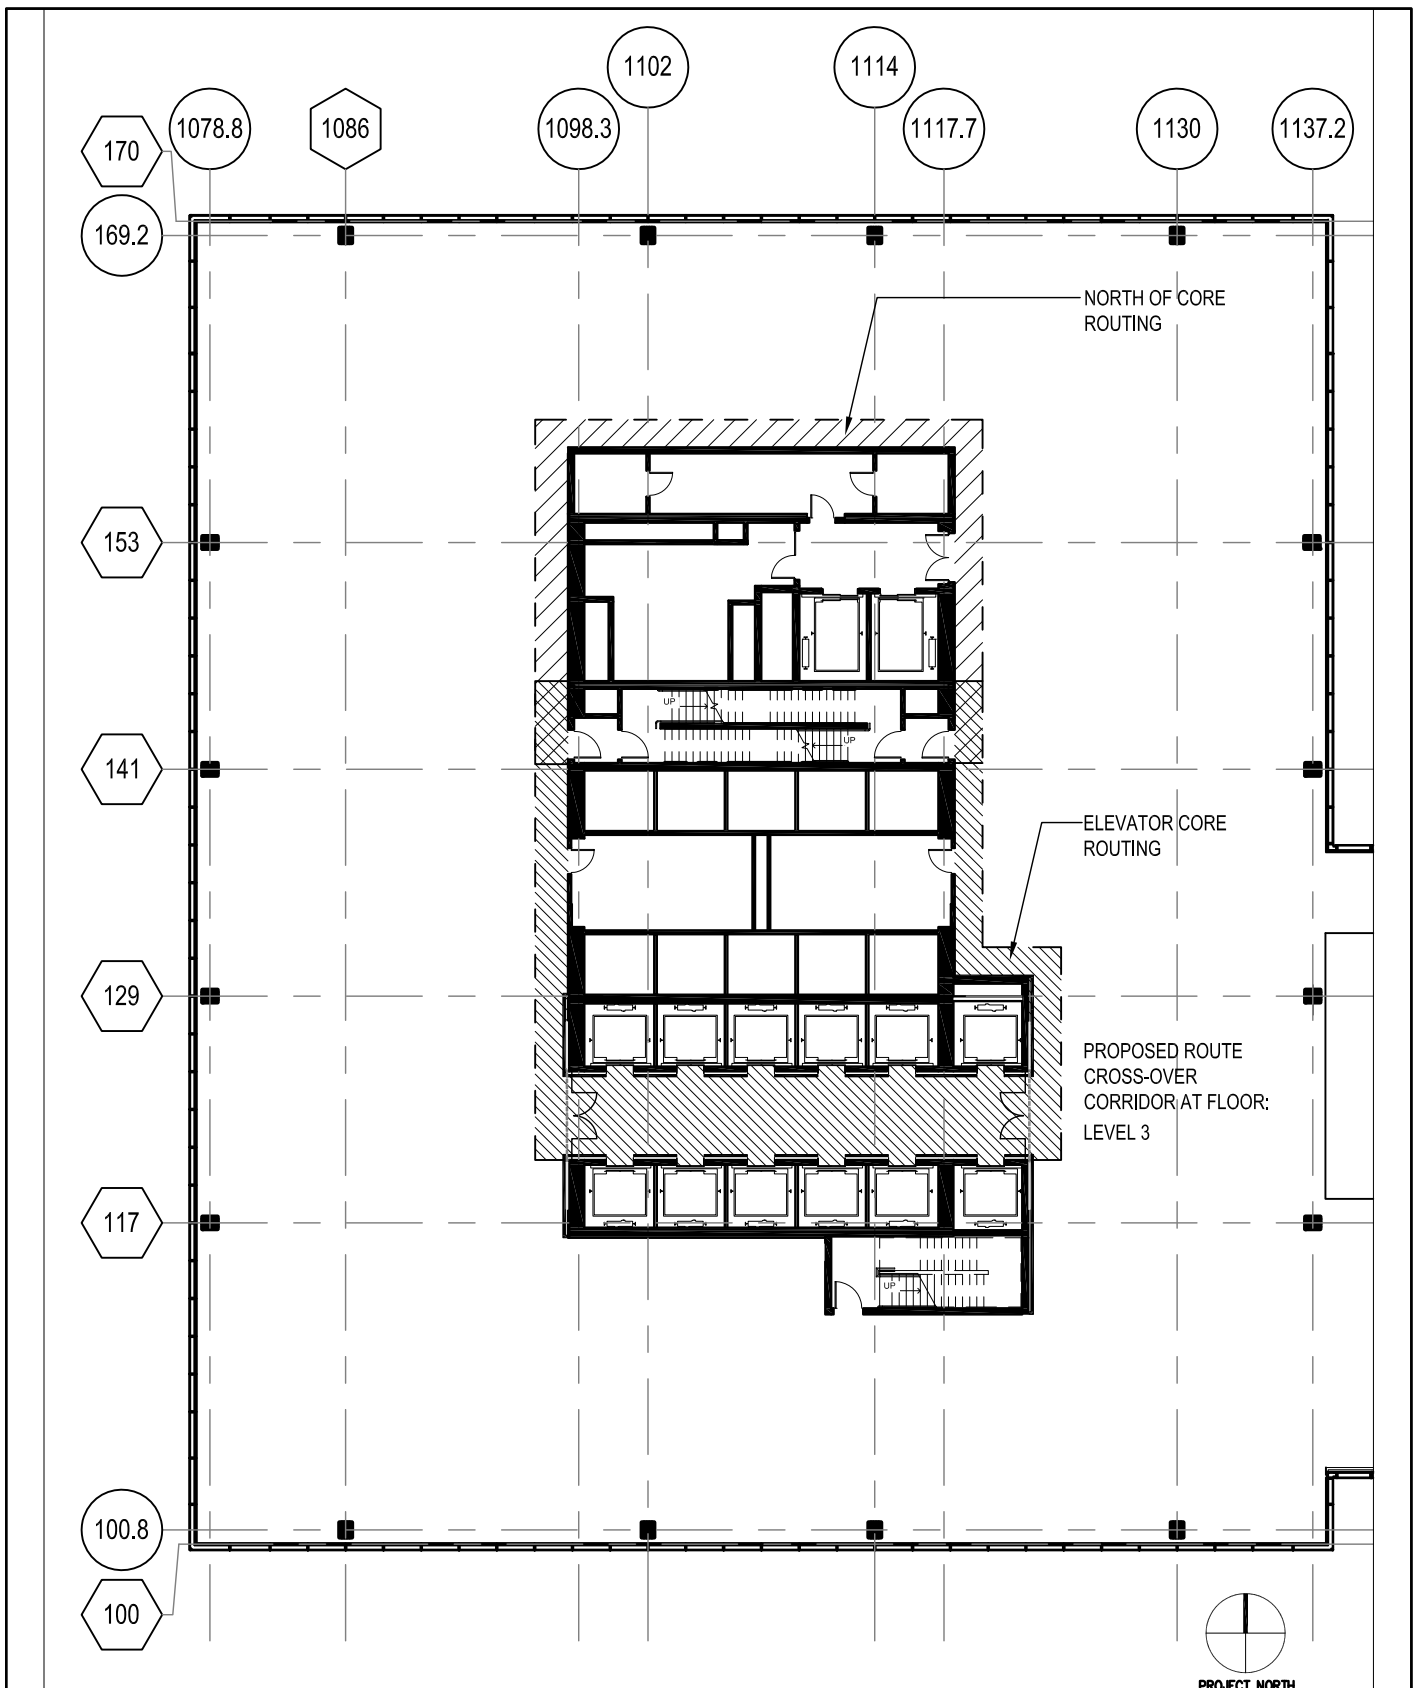 1102
1114
1078.8
1086
1098.3
1117.7
1130
1137.2
170
169.2
NORTH OF CORE
ROUTING
153
UP
UP
141
ELEVATOR CORE
ROUTING
129
PROPOSED ROUTE
CROSS-OVER
CORRIDOR AT FLOOR:
LEVEL 3
117
UP
100.8
100
PROJECT NORTH